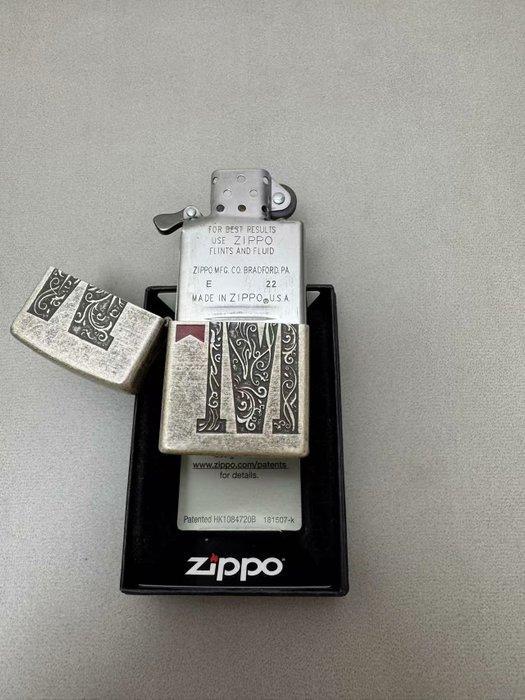 FOR BEST RESULTS
USE ZIPPO
FLINTS AND FLUID
ZIPPO MFG. CO. BRADFORD, PA
E 22
MADE IN ZIPPO® U.S.A.
M
www.zippo.com/patents
for details.
Patented HK1084720B 181507-k
zippo